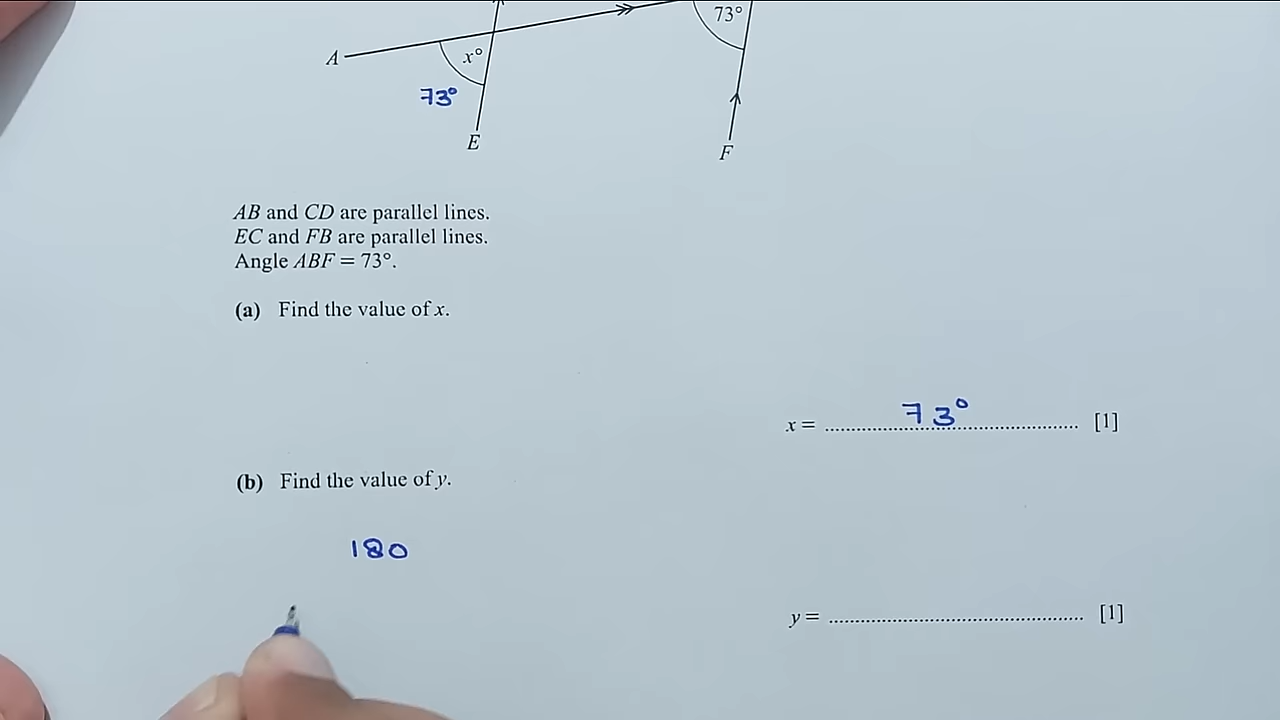 73°
A
x°
73°
E
F
AB and CD are parallel lines.
EC and FB are parallel lines.
Angle ABF = 73°.
(a) Find the value of x.
x = 73° [1]
(b) Find the value of y.
180
y = [1]